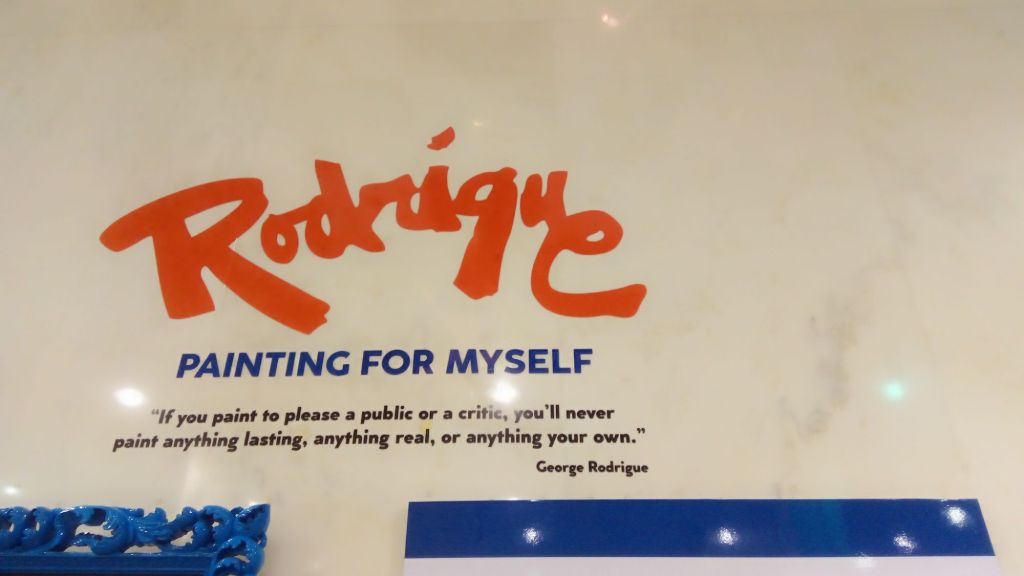 Rodrigue
PAINTING FOR MYSELF
“If you paint to please a public or a critic, you’ll never
paint anything lasting, anything real, or anything your own.”
George Rodrigue